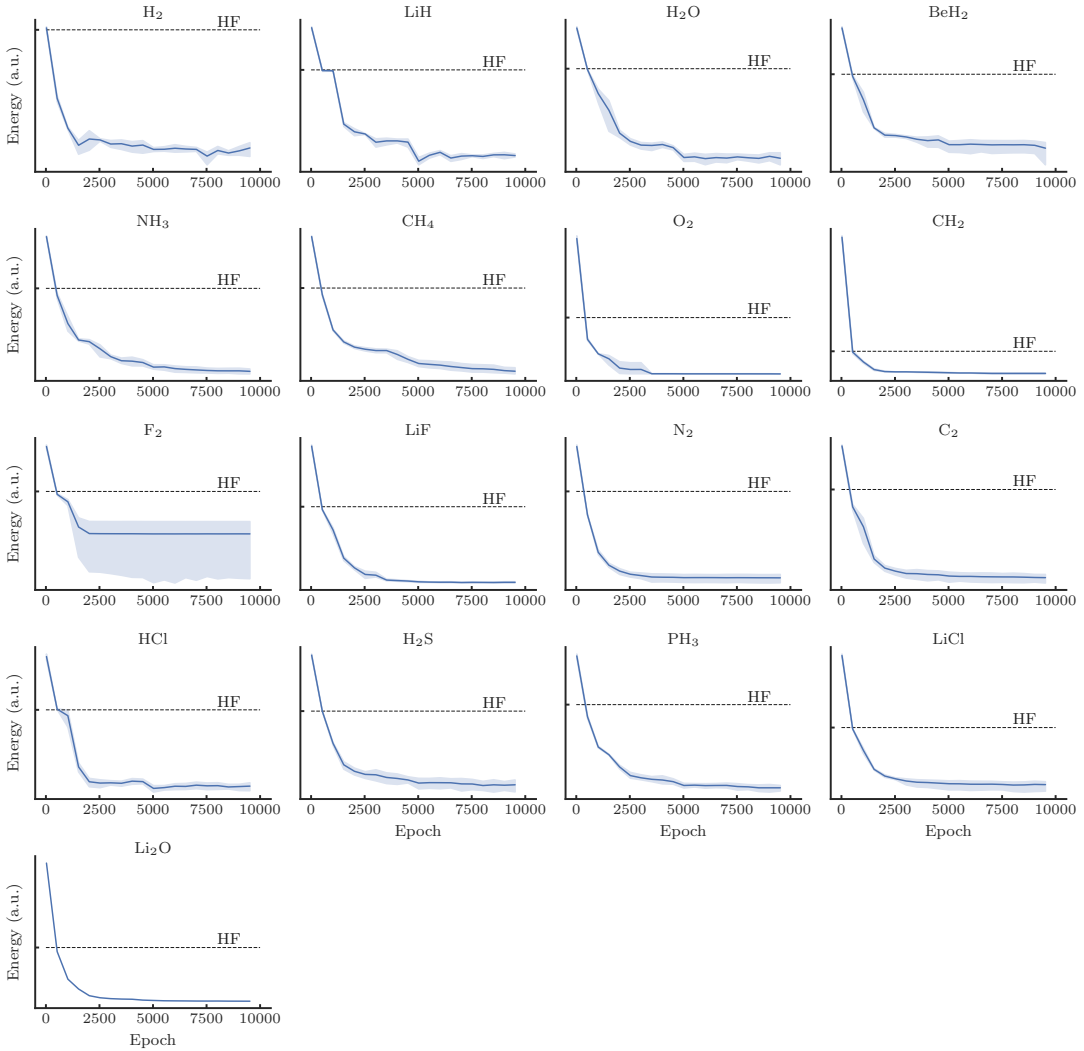 H₂ LiH H₂O BeH₂
HF HF HF HF
Energy (a.u.)
0 2500 5000 7500 10000 0 2500 5000 7500 10000 0 2500 5000 7500 10000 0 2500 5000 7500 10000
NH₃ CH₄ O₂ CH₂
HF HF HF HF
Energy (a.u.)
0 2500 5000 7500 10000 0 2500 5000 7500 10000 0 2500 5000 7500 10000 0 2500 5000 7500 10000
F₂ LiF N₂ C₂
HF HF HF HF
Energy (a.u.)
0 2500 5000 7500 10000 0 2500 5000 7500 10000 0 2500 5000 7500 10000 0 2500 5000 7500 10000
HCl H₂S PH₃ LiCl
HF HF HF HF
Energy (a.u.)
0 2500 5000 7500 10000 0 2500 5000 7500 10000 0 2500 5000 7500 10000 0 2500 5000 7500 10000
Epoch Epoch Epoch
Li₂O
HF
Energy (a.u.)
0 2500 5000 7500 10000
Epoch